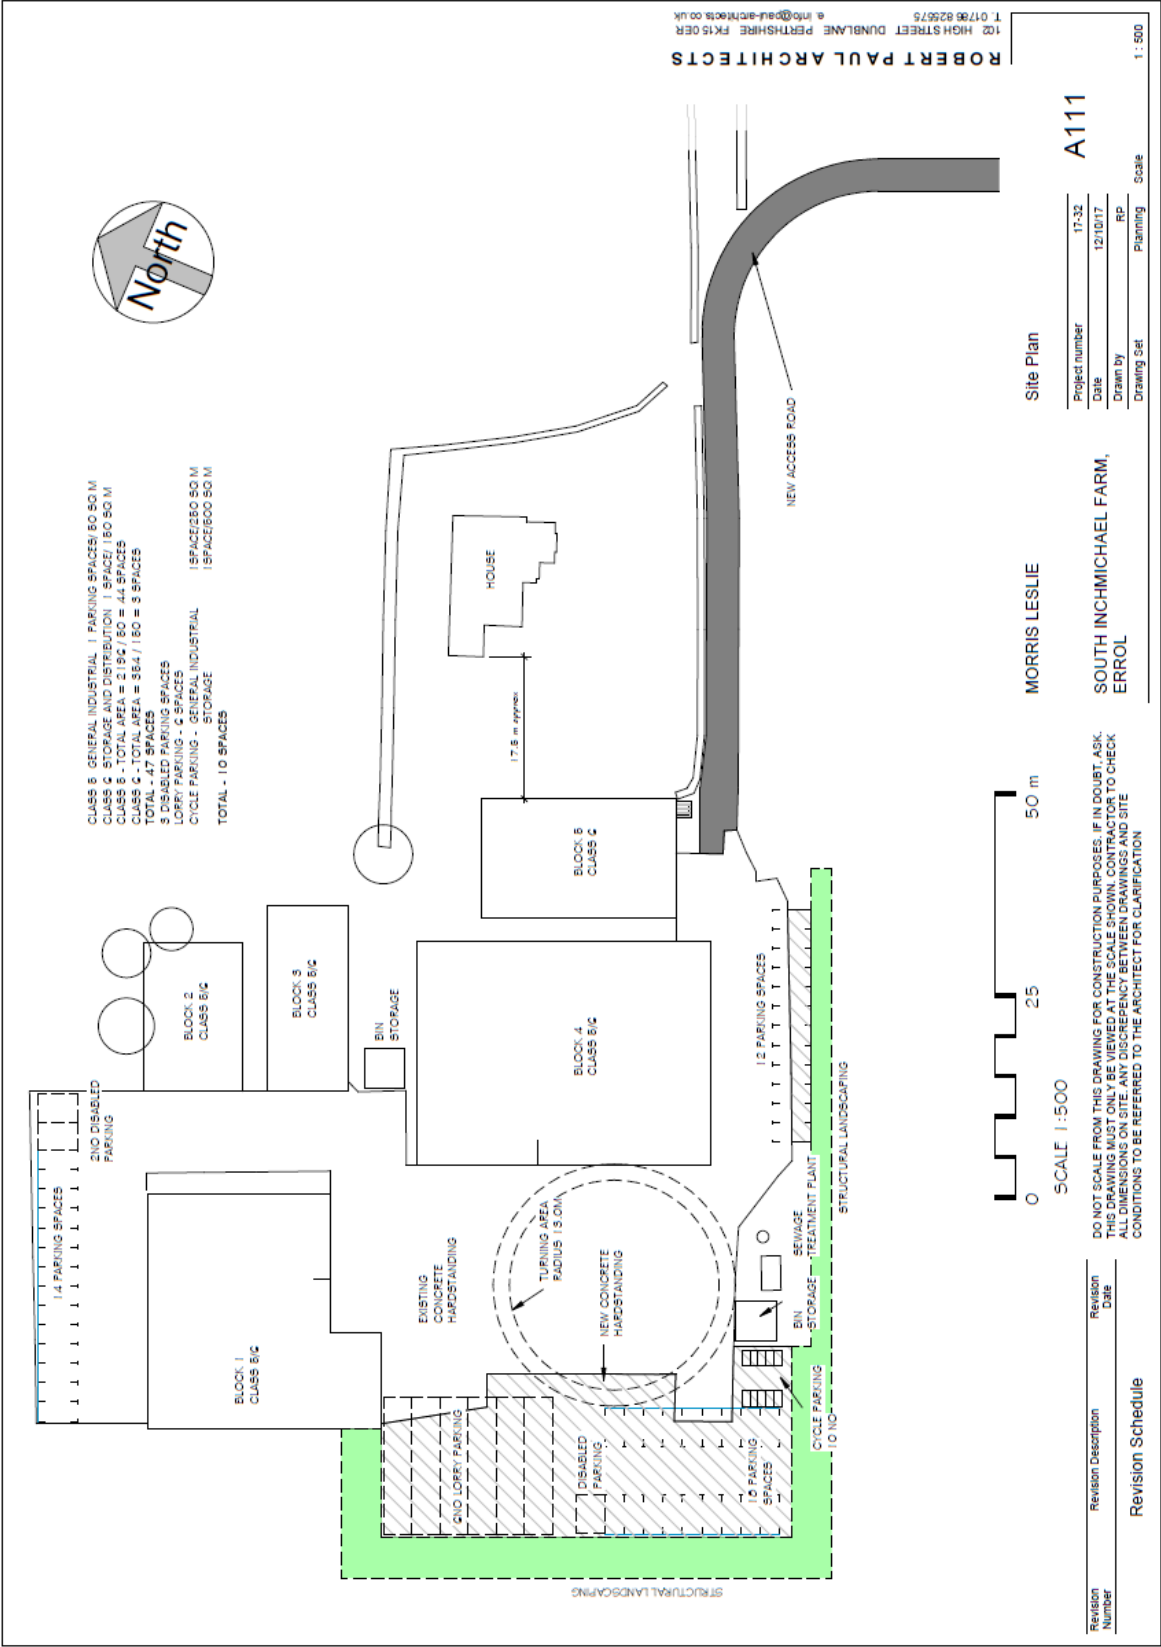 CLASS 5 GENERAL INDUSTRIAL 1 PARKING SPACES/ 50 SQ M
CLASS 6 STORAGE AND DISTRIBUTION 1 SPACE/ 150 SQ M
CLASS 5 - TOTAL AREA = 2196 / 50 = 44 SPACES
CLASS 6 - TOTAL AREA = 384 / 150 = 3 SPACES
TOTAL - 47 SPACES
3 DISABLED PARKING SPACES
LORRY PARKING - 6 SPACES
CYCLE PARKING - GENERAL INDUSTRIAL 1SPACE/250 SQ M
STORAGE 1SPACE/500 SQ M
TOTAL - 10 SPACES
North
14 PARKING SPACES
2NO DISABLED
PARKING
BLOCK 2
CLASS 5/6
BLOCK 3
CLASS 5/6
BIN
STORAGE
BLOCK 1
CLASS 5/6
BLOCK 4
CLASS 5/6
BLOCK 5
CLASS 6
17.5 m approx
HOUSE
NEW ACCESS ROAD
EXISTING
CONCRETE
HARDSTANDING
TURNING AREA
RADIUS 13.0M
NEW CONCRETE
HARDSTANDING
6NO LORRY PARKING
DISABLED
PARKING
15 PARKING
SPACES
CYCLE PARKING
10 NO
BIN
STORAGE
SEWAGE
TREATMENT PLANT
12 PARKING SPACES
STRUCTURAL LANDSCAPING
STRUCTURAL LANDSCAPING
0 25 50 m
SCALE 1:500
DO NOT SCALE FROM THIS DRAWING FOR CONSTRUCTION PURPOSES. IF IN DOUBT, ASK.
THIS DRAWING MUST ONLY BE VIEWED AT THE SCALE SHOWN. CONTRACTOR TO CHECK
ALL DIMENSIONS ON SITE. ANY DISCREPENCY BETWEEN DRAWINGS AND SITE
CONDITIONS TO BE REFERRED TO THE ARCHITECT FOR CLARIFICATION
Revision
Number
Revision Description
Revision
Date
Revision Schedule
MORRIS LESLIE
SOUTH INCHMICHAEL FARM,
ERROL
Site Plan
Project number 17-32
Date 12/10/17
Drawn by RP
Drawing Set Planning
A111
Scale 1 : 500
ROBERT PAUL ARCHITECTS
102 HIGH STREET DUNBLANE PERTHSHIRE FK15 0ER
T. 01786 825575 e. info@paul-architects.co.uk